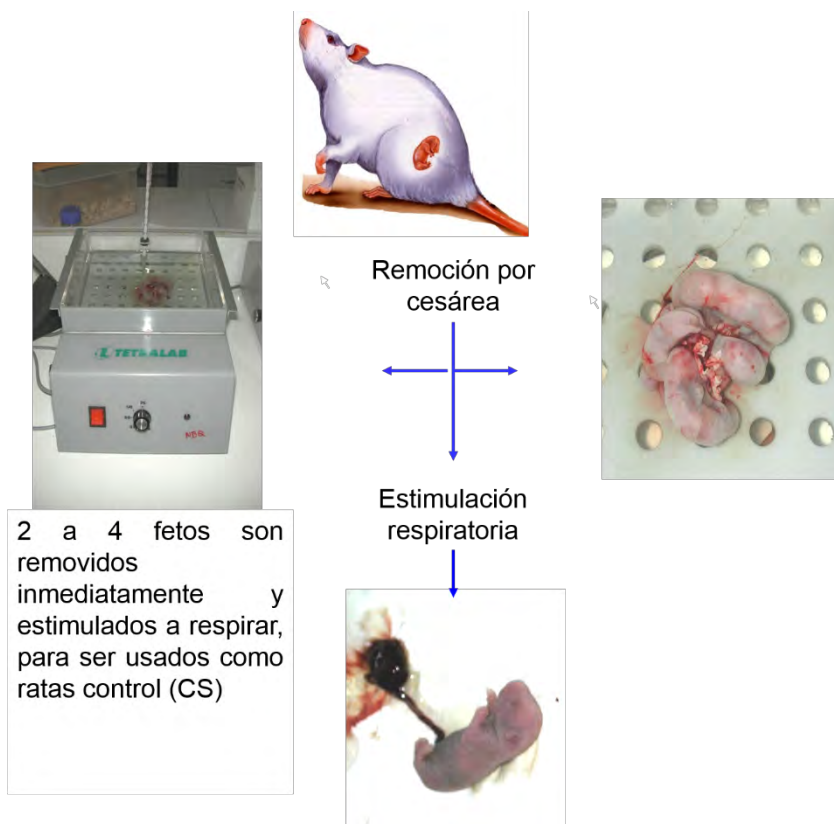 Remoción por
cesárea
TETRALAB
NBQ
Estimulación
respiratoria
2 a 4 fetos son
removidos
inmediatamente y
estimulados a respirar,
para ser usados como
ratas control (CS)